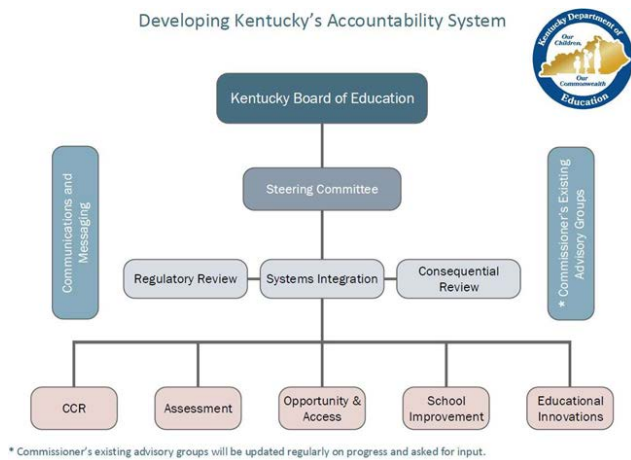 Developing Kentucky's Accountability System
Kentucky Department of
Education
Our
Children,
Our
Commonwealth
Kentucky Board of Education
Steering Committee
Communications and
Messaging
* Commissioner's Existing
Advisory Groups
Regulatory Review
Systems Integration
Consequential
Review
CCR
Assessment
Opportunity &
Access
School
Improvement
Educational
Innovations
* Commissioner's existing advisory groups will be updated regularly on progress and asked for input.